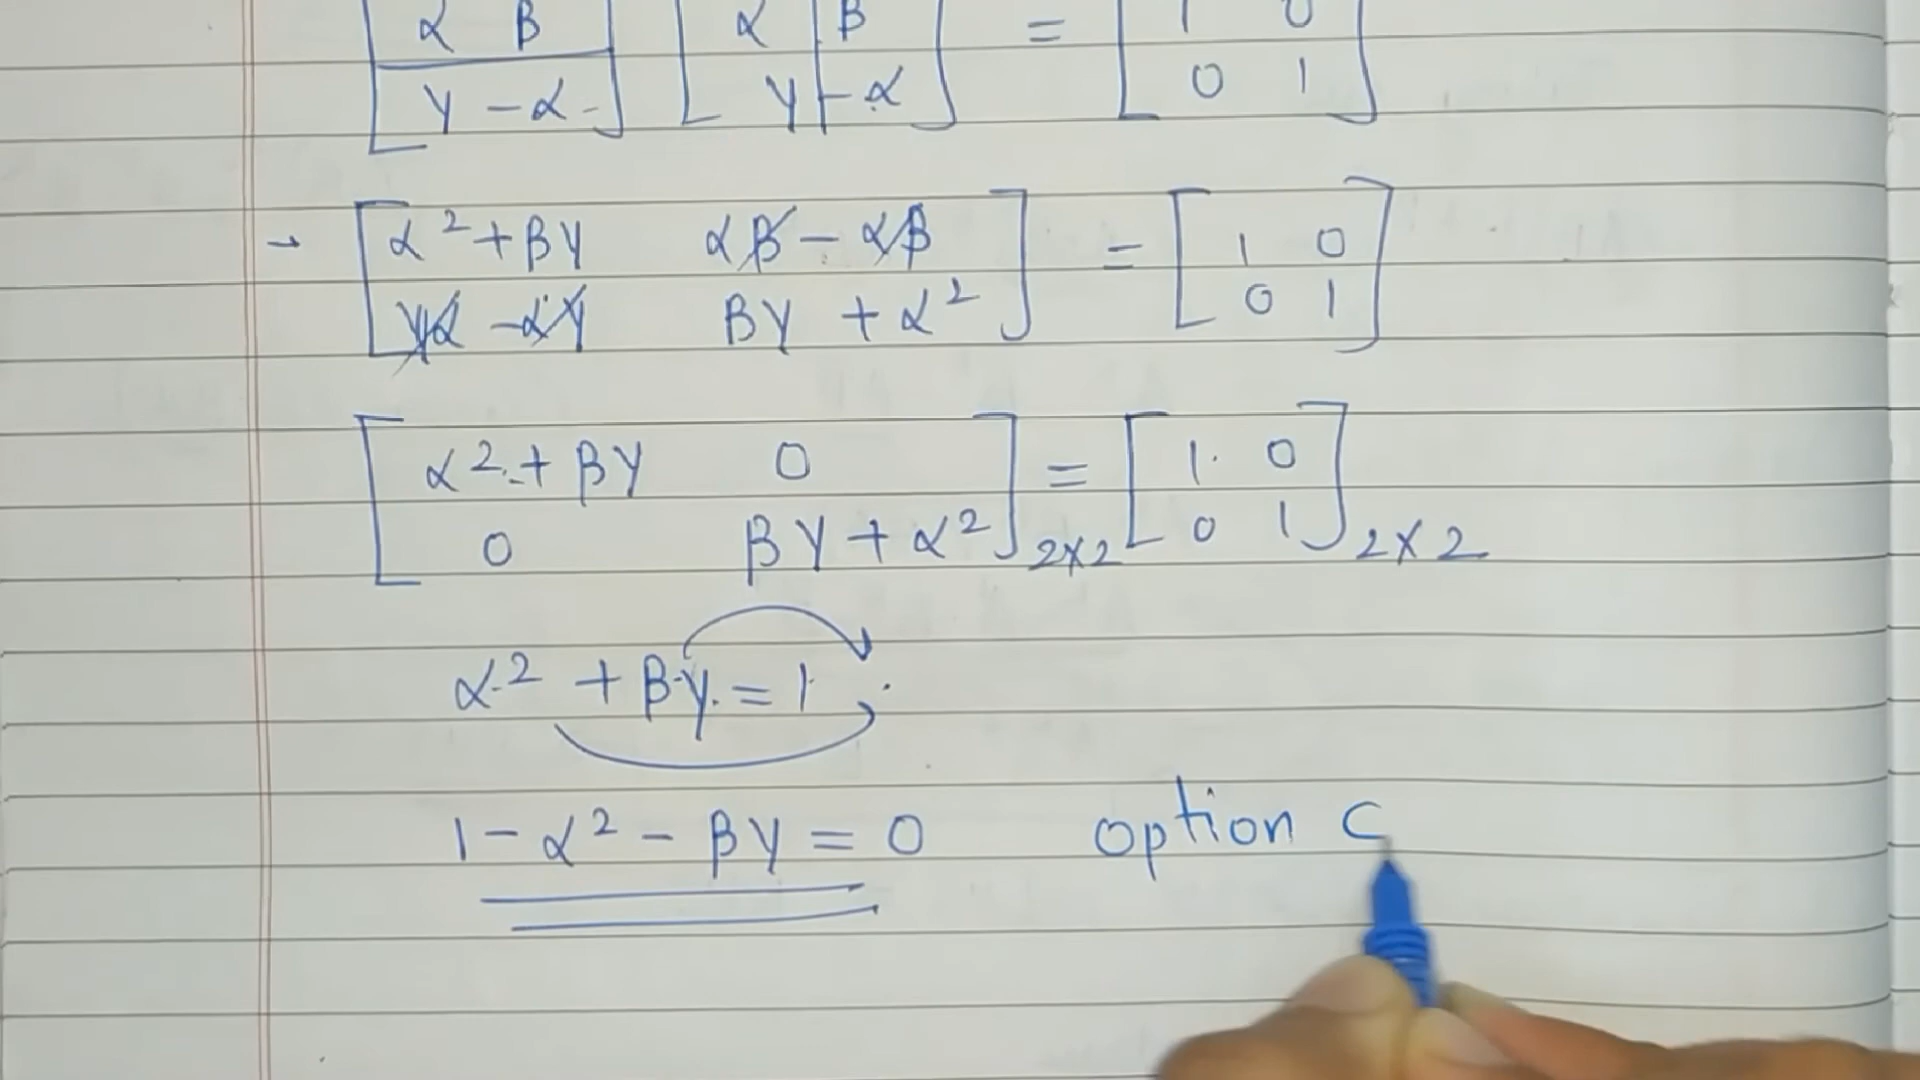 [α β] [α β] = [1 0]
[γ -α] [γ -α] [0 1]
→ [α² + βγ αβ - αβ] = [1 0]
[γα - αγ βγ + α²] [0 1]
[α² + βγ 0] = [1 0]
[0 βγ + α²]2×2 [0 1]2×2
α² + βγ = 1
1 - α² - βγ = 0 option C